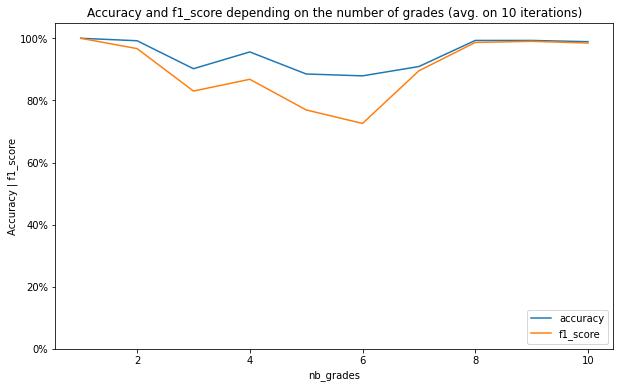 Accuracy and f1_score depending on the number of grades (avg. on 10 iterations)
Accuracy | f1_score
100%
80%
60%
40%
20%
0%
2 4 6 8 10
nb_grades
accuracy
f1_score